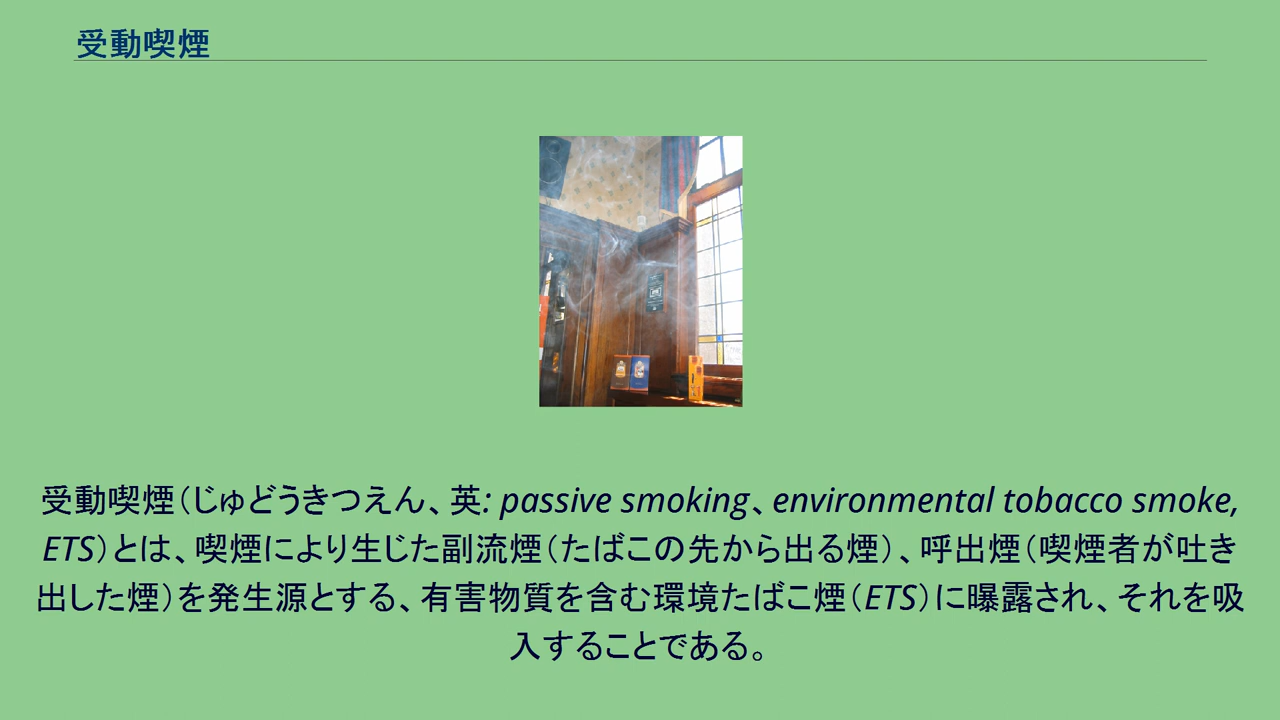 受動喫煙
受動喫煙（じゅどうきつえん、英: passive smoking、environmental tobacco smoke,
ETS）とは、喫煙により生じた副流煙（たばこの先から出る煙）、呼出煙（喫煙者が吐き
出した煙）を発生源とする、有害物質を含む環境たばこ煙（ETS）に曝露され、それを吸
入することである。